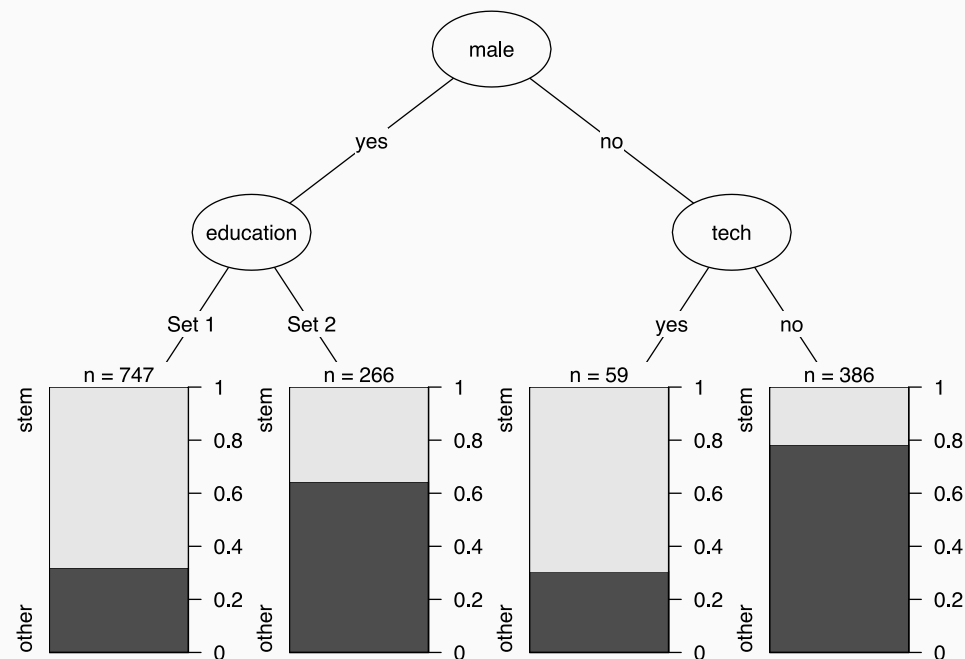 male
yes
no
education
tech
Set 1
Set 2
yes
no
n = 747
n = 266
n = 59
n = 386
stem
other
1
0.8
0.6
0.4
0.2
0
stem
other
1
0.8
0.6
0.4
0.2
0
stem
other
1
0.8
0.6
0.4
0.2
0
stem
other
1
0.8
0.6
0.4
0.2
0